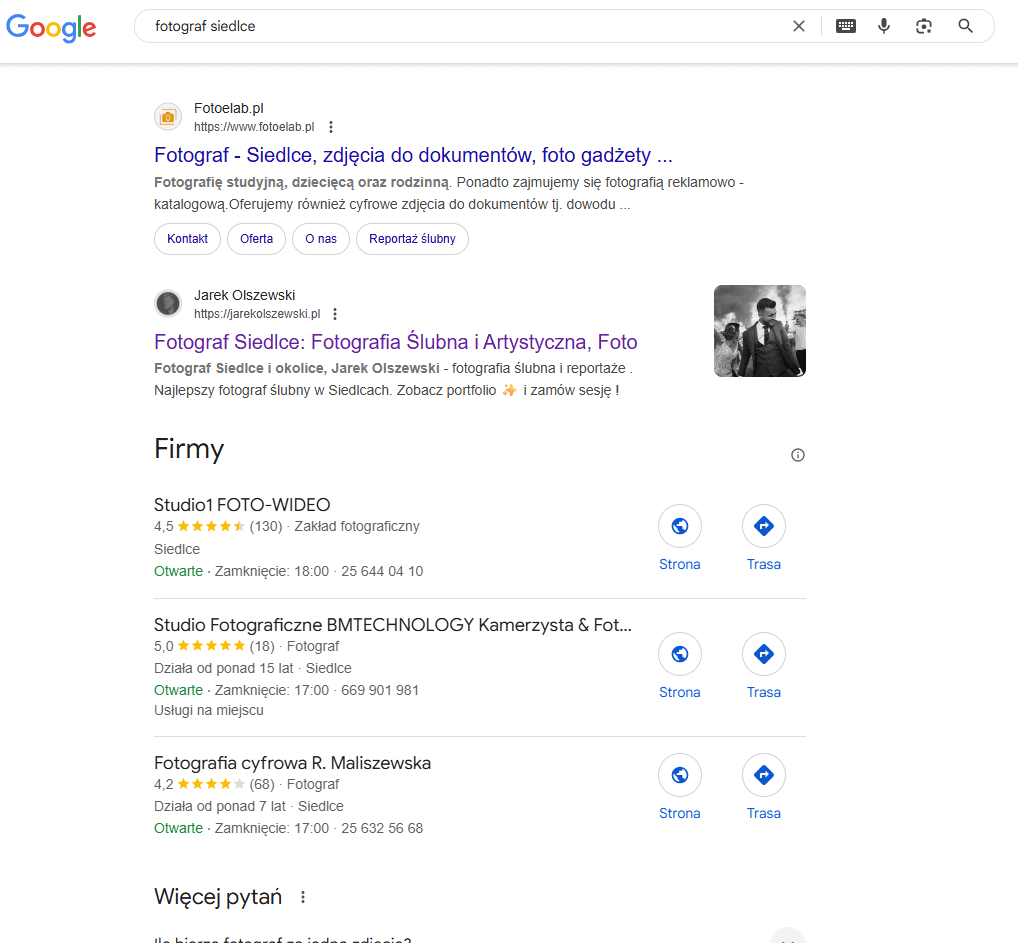 Google
fotograf siedlce
Fotoelab.pl
https://www.fotoelab.pl
Fotograf - Siedlce, zdjęcia do dokumentów, foto gadżety ...
Fotografię studyjną, dziecięcą oraz rodzinną. Ponadto zajmujemy się fotografią reklamowo -
katalogową.Oferujemy również cyfrowe zdjęcia do dokumentów tj. dowodu ...
Kontakt
Oferta
O nas
Reportaż ślubny
Jarek Olszewski
https://jarekolszewski.pl
Fotograf Siedlce: Fotografia Ślubna i Artystyczna, Foto
Fotograf Siedlce i okolice, Jarek Olszewski - fotografia ślubna i reportaże .
Najlepszy fotograf ślubny w Siedlcach. Zobacz portfolio ✨ i zamów sesję !
Firmy
Studio1 FOTO-WIDEO
4,5 ★★★★★ (130) · Zakład fotograficzny
Siedlce
Otwarte · Zamknięcie: 18:00 · 25 644 04 10
Strona
Trasa
Studio Fotograficzne BMTECHNOLOGY Kamerzysta & Fot...
5,0 ★★★★★ (18) · Fotograf
Działa od ponad 15 lat · Siedlce
Otwarte · Zamknięcie: 17:00 · 669 901 981
Usługi na miejscu
Strona
Trasa
Fotografia cyfrowa R. Maliszewska
4,2 ★★★★★ (68) · Fotograf
Działa od ponad 7 lat · Siedlce
Otwarte · Zamknięcie: 17:00 · 25 632 56 68
Strona
Trasa
Więcej pytań
Ile bierze fotograf za jedno zdjęcie?